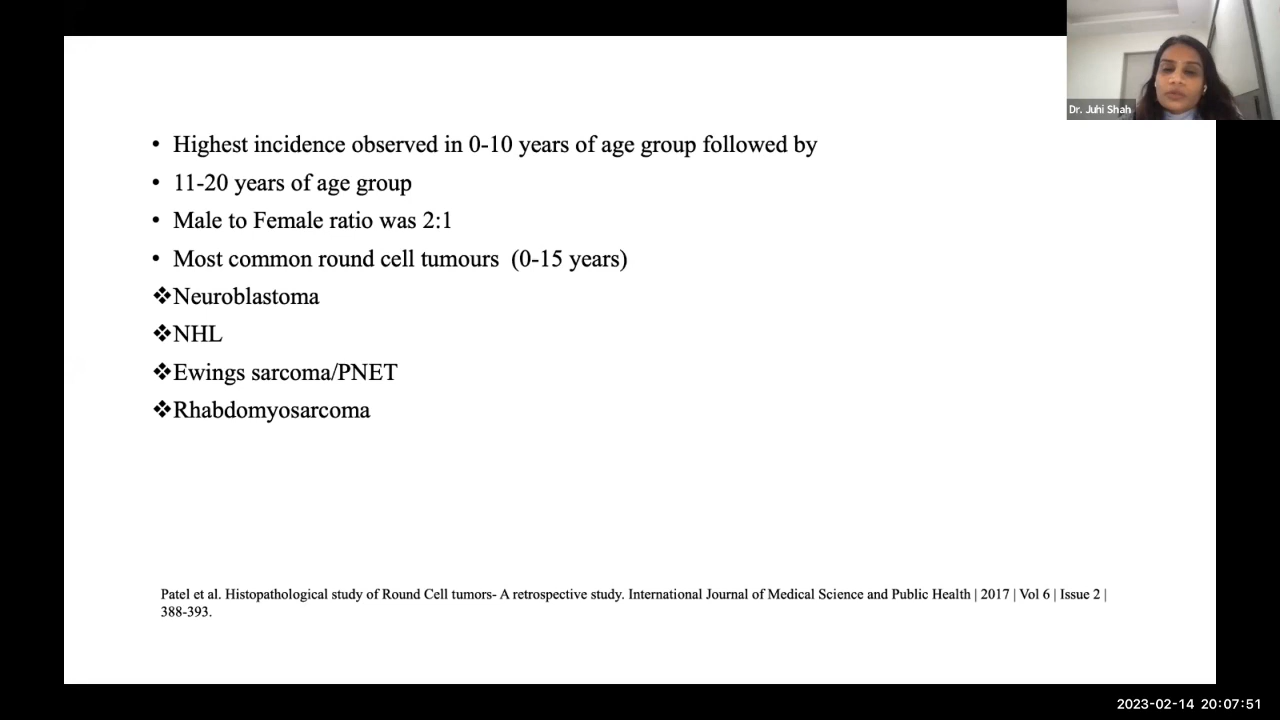 Dr. Juhi Shah
• Highest incidence observed in 0-10 years of age group followed by
• 11-20 years of age group
• Male to Female ratio was 2:1
• Most common round cell tumours  (0-15 years)
❖Neuroblastoma
❖NHL
❖Ewings sarcoma/PNET
❖Rhabdomyosarcoma
Patel et al. Histopathological study of Round Cell tumors- A retrospective study. International Journal of Medical Science and Public Health | 2017 | Vol 6 | Issue 2 |
388-393.
2023-02-14 20:07:51